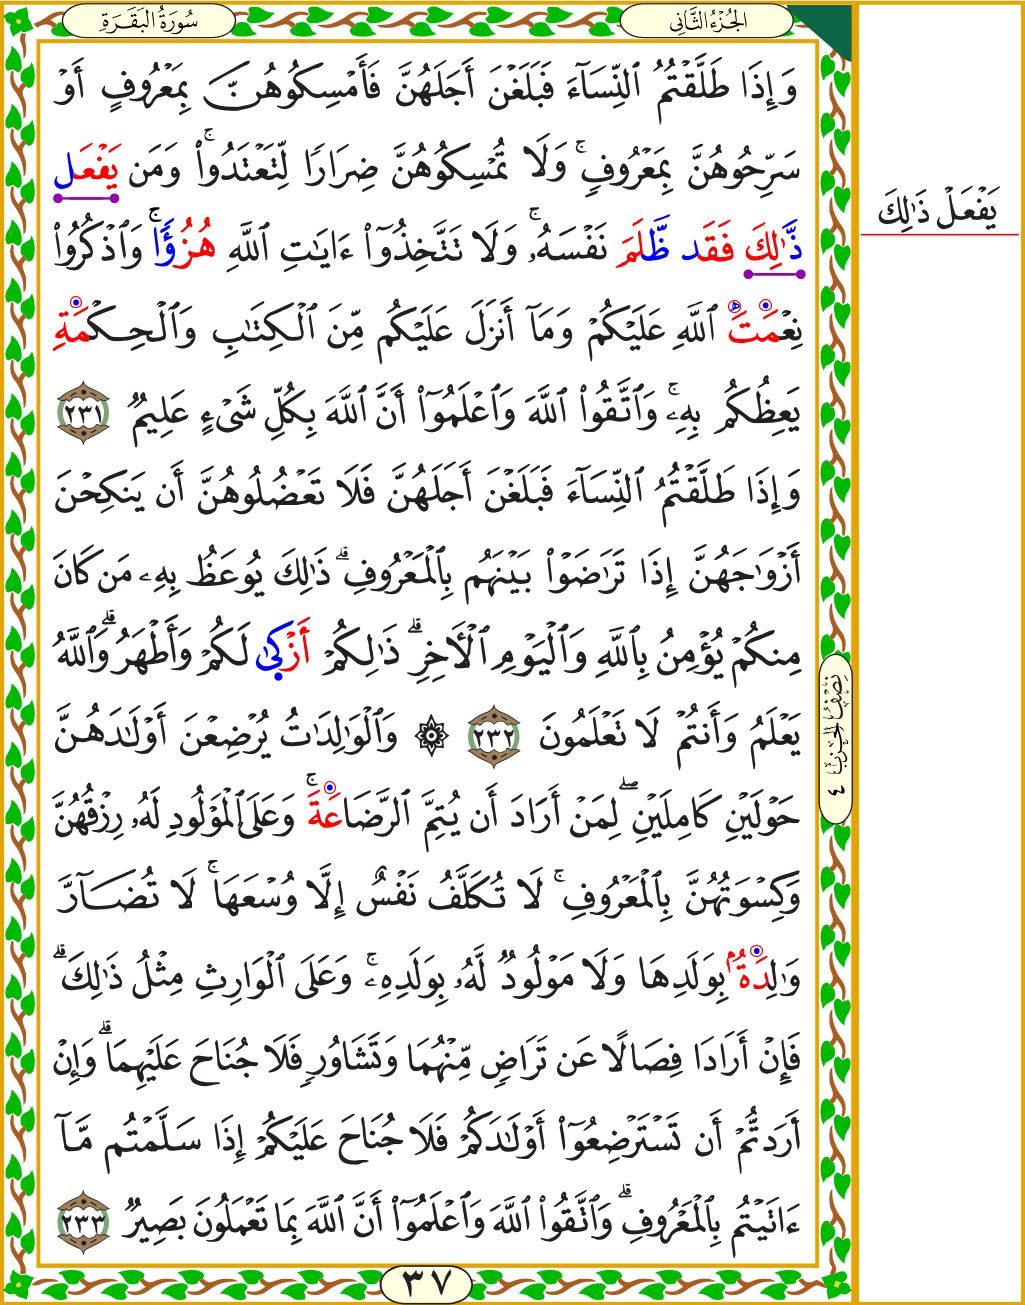 الجُزْءُ الثَّانِي
سُورَةُ البَقَرَةِ
وَإِذَا طَلَّقۡتُمُ ٱلنِّسَآءَ فَبَلَغۡنَ أَجَلَهُنَّ فَأَمۡسِكُوهُنَّ بِمَعۡرُوفٍ أَوۡ
سَرِّحُوهُنَّ بِمَعۡرُوفٖۚ وَلَا تُمۡسِكُوهُنَّ ضِرَارٗا لِّتَعۡتَدُواْۚ وَمَن يَفۡعَل
ذَّٰلِكَ فَقَد ظَّلَمَ نَفۡسَهُۥۚ وَلَا تَتَّخِذُوٓاْ ءَايَٰتِ ٱللَّهِ هُزُؤٗاۚ وَٱذۡكُرُواْ
نِعۡمَتَ ٱللَّهِ عَلَيۡكُمۡ وَمَآ أَنزَلَ عَلَيۡكُم مِّنَ ٱلۡكِتَٰبِ وَٱلۡحِكۡمَةِ
يَعِظُكُم بِهِۦۚ وَٱتَّقُواْ ٱللَّهَ وَٱعۡلَمُوٓاْ أَنَّ ٱللَّهَ بِكُلِّ شَيۡءٍ عَلِيمٞ ٢٣١
وَإِذَا طَلَّقۡتُمُ ٱلنِّسَآءَ فَبَلَغۡنَ أَجَلَهُنَّ فَلَا تَعۡضُلُوهُنَّ أَن يَنكِحۡنَ
أَزۡوَٰجَهُنَّ إِذَا تَرَٰضَوۡاْ بَيۡنَهُم بِٱلۡمَعۡرُوفِۗ ذَٰلِكَ يُوعَظُ بِهِۦ مَن كَانَ
مِنكُمۡ يُؤۡمِنُ بِٱللَّهِ وَٱلۡيَوۡمِ ٱلۡأٓخِرِۗ ذَٰلِكُمۡ أَزۡكَىٰ لَكُمۡ وَأَطۡهَرُۗ وَٱللَّهُ
يَعۡلَمُ وَأَنتُمۡ لَا تَعۡلَمُونَ ٢٣٢ ۞ وَٱلۡوَٰلِدَٰتُ يُرۡضِعۡنَ أَوۡلَٰدَهُنَّ
حَوۡلَيۡنِ كَامِلَيۡنِۖ لِمَنۡ أَرَادَ أَن يُتِمَّ ٱلرَّضَاعَةَۚ وَعَلَى ٱلۡمَوۡلُودِ لَهُۥ رِزۡقُهُنَّ
وَكِسۡوَتُهُنَّ بِٱلۡمَعۡرُوفِۚ لَا تُكَلَّفُ نَفۡسٌ إِلَّا وُسۡعَهَاۚ لَا تُضَآرَّ
وَٰلِدَةُۢ بِوَلَدِهَا وَلَا مَوۡلُودٞ لَّهُۥ بِوَلَدِهِۦۚ وَعَلَى ٱلۡوَارِثِ مِثۡلُ ذَٰلِكَۗ
فَإِنۡ أَرَادَا فِصَالًا عَن تَرَاضٖ مِّنۡهُمَا وَتَشَاوُرٖ فَلَا جُنَاحَ عَلَيۡهِمَاۗ وَإِنۡ
أَرَدتُّمۡ أَن تَسۡتَرۡضِعُوٓاْ أَوۡلَٰدَكُمۡ فَلَا جُنَاحَ عَلَيۡكُمۡ إِذَا سَلَّمۡتُم مَّآ
ءَاتَيۡتُم بِٱلۡمَعۡرُوفِۗ وَٱتَّقُواْ ٱللَّهَ وَٱعۡلَمُوٓاْ أَنَّ ٱللَّهَ بِمَا تَعۡمَلُونَ بَصِيرٞ ٢٣٣
يَفۡعَلۡ ذَٰلِكَ
نِصۡفُ الحِزۡب ٤
٣٧